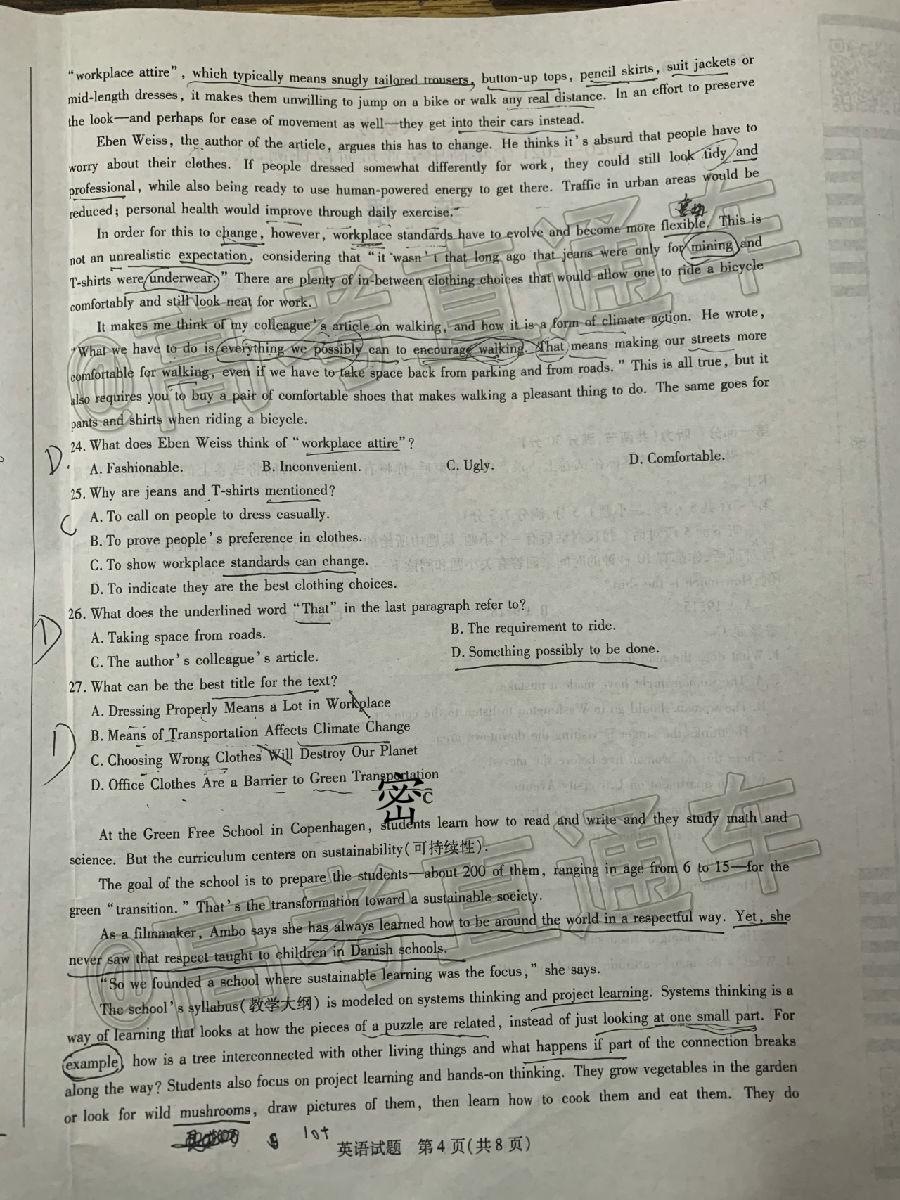 “workplace attire”, which typically means snugly tailored trousers, button-up tops, pencil skirts, suit jackets or
mid-length dresses, it makes them unwilling to jump on a bike or walk any real distance. In an effort to preserve
the look—and perhaps for ease of movement as well—they get into their cars instead.
Eben Weiss, the author of the article, argues this has to change. He thinks it’s absurd that people have to
worry about their clothes. If people dressed somewhat differently for work, they could still look tidy and
professional, while also being ready to use human-powered energy to get there. Traffic in urban areas would be
reduced; personal health would improve through daily exercise.”
In order for this to change, however, workplace standards have to evolve and become more flexible. This is
not an unrealistic expectation, considering that “it wasn’t that long ago that jeans were only for mining and
T-shirts were underwear.” There are plenty of in-between clothing choices that would allow one to ride a bicycle
comfortably and still look neat for work.
It makes me think of my colleague’s article on walking, and how it is a form of climate action. He wrote,
“What we have to do is everything we possibly can to encourage walking. That means making our streets more
comfortable for walking, even if we have to take space back from parking and from roads.” This is all true, but it
also requires you to buy a pair of comfortable shoes that makes walking a pleasant thing to do. The same goes for
pants and shirts when riding a bicycle.
D.
24. What does Eben Weiss think of “workplace attire”?
A. Fashionable. B. Inconvenient. C. Ugly. D. Comfortable.
25. Why are jeans and T-shirts mentioned?
C
A. To call on people to dress casually.
B. To prove people’s preference in clothes.
C. To show workplace standards can change.
D. To indicate they are the best clothing choices.
26. What does the underlined word “That” in the last paragraph refer to?
D
A. Taking space from roads. B. The requirement to ride.
C. The author’s colleague’s article. D. Something possibly to be done.
27. What can be the best title for the text?
A. Dressing Properly Means a Lot in Workplace
D
B. Means of Transportation Affects Climate Change
C. Choosing Wrong Clothes Will Destroy Our Planet
D. Office Clothes Are a Barrier to Green Transportation
密
C
At the Green Free School in Copenhagen, students learn how to read and write and they study math and
science. But the curriculum centers on sustainability(可持续性).
The goal of the school is to prepare the students—about 200 of them, ranging in age from 6 to 15—for the
green “transition.” That’s the transformation toward a sustainable society.
As a filmmaker, Ambo says she has always learned how to be around the world in a respectful way. Yet, she
never saw that respect taught to children in Danish schools.
“So we founded a school where sustainable learning was the focus,” she says.
The school’s syllabus(教学大纲) is modeled on systems thinking and project learning. Systems thinking is a
way of learning that looks at how the pieces of a puzzle are related, instead of just looking at one small part. For
example, how is a tree interconnected with other living things and what happens if part of the connection breaks
along the way? Students also focus on project learning and hands-on thinking. They grow vegetables in the garden
or look for wild mushrooms, draw pictures of them, then learn how to cook them and eat them. They do
lot
英语试题 第4页(共8页)
@高考直通车
@高考直通车